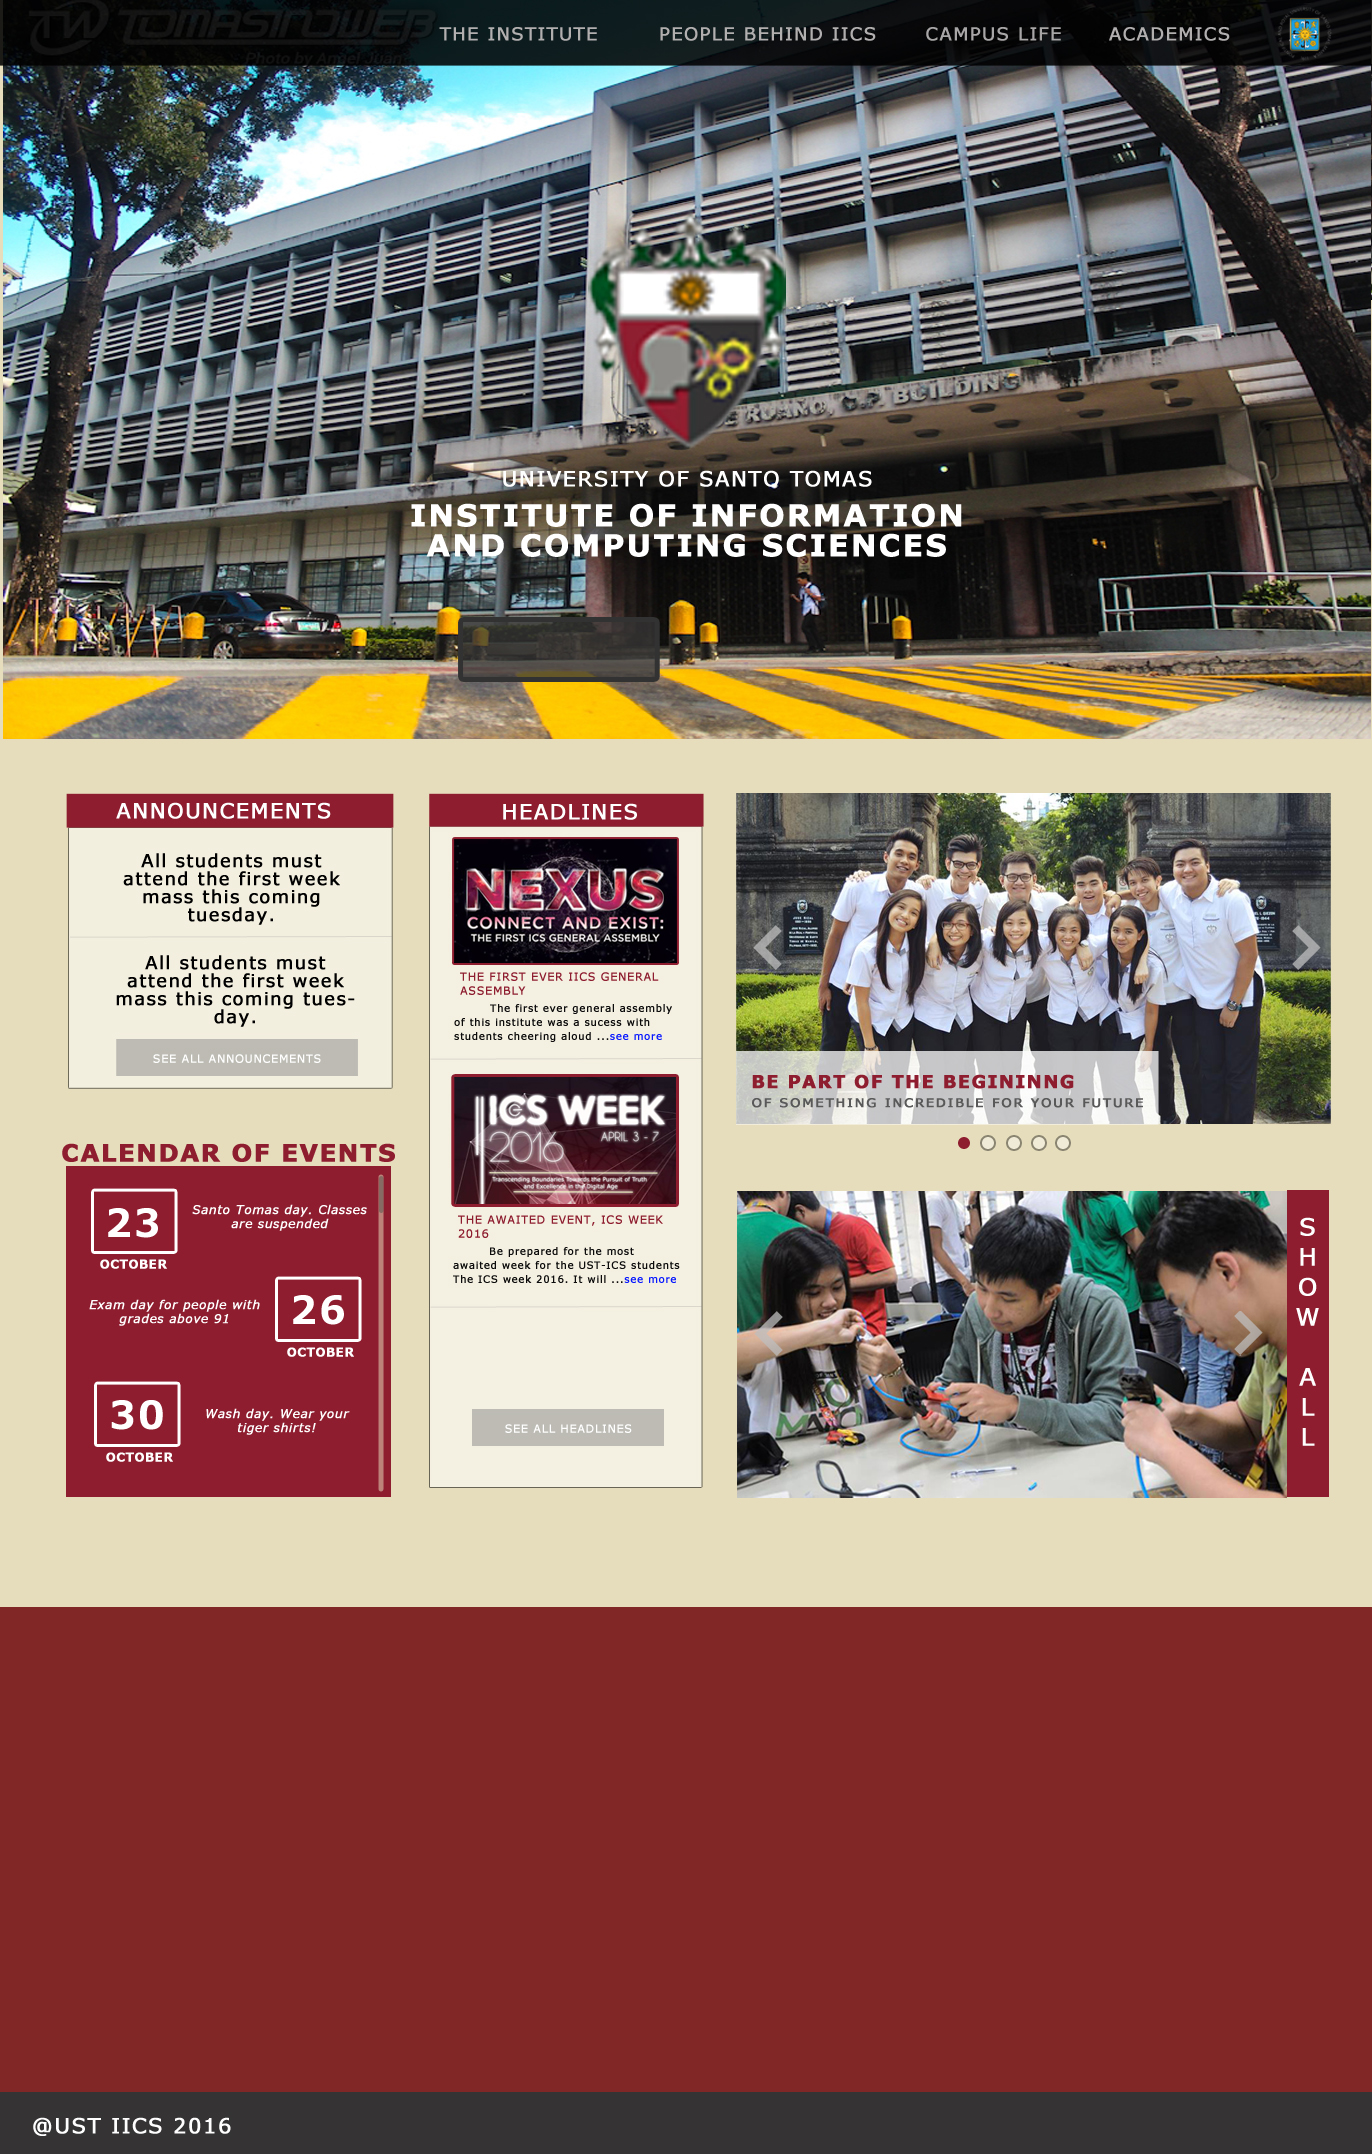 TW TOMASINOWEB
Photo by Angel Juan
THE INSTITUTE
PEOPLE BEHIND IICS
CAMPUS LIFE
ACADEMICS
BUILDING
UNIVERSITY OF SANTO TOMAS
INSTITUTE OF INFORMATION
AND COMPUTING SCIENCES
ANNOUNCEMENTS
All students must
attend the first week
mass this coming
tuesday.
All students must
attend the first week
mass this coming tues-
day.
SEE ALL ANNOUNCEMENTS
CALENDAR OF EVENTS
23
OCTOBER
Santo Tomas day. Classes
are suspended
Exam day for people with
grades above 91
26
OCTOBER
30
OCTOBER
Wash day. Wear your
tiger shirts!
HEADLINES
NEXUS
CONNECT AND EXIST:
THE FIRST ICS GENERAL ASSEMBLY
THE FIRST EVER IICS GENERAL
ASSEMBLY
The first ever general assembly
of this institute was a sucess with
students cheering aloud ...see more
ICS WEEK
2016
APRIL 3 - 7
Transcending Boundaries Towards the Pursuit of Truth
and Excellence in the Digital Age
THE AWAITED EVENT, ICS WEEK
2016
Be prepared for the most
awaited week for the UST-ICS students
The ICS week 2016. It will ...see more
SEE ALL HEADLINES
BE PART OF THE BEGININNG
OF SOMETHING INCREDIBLE FOR YOUR FUTURE
SHOW ALL
@UST IICS 2016